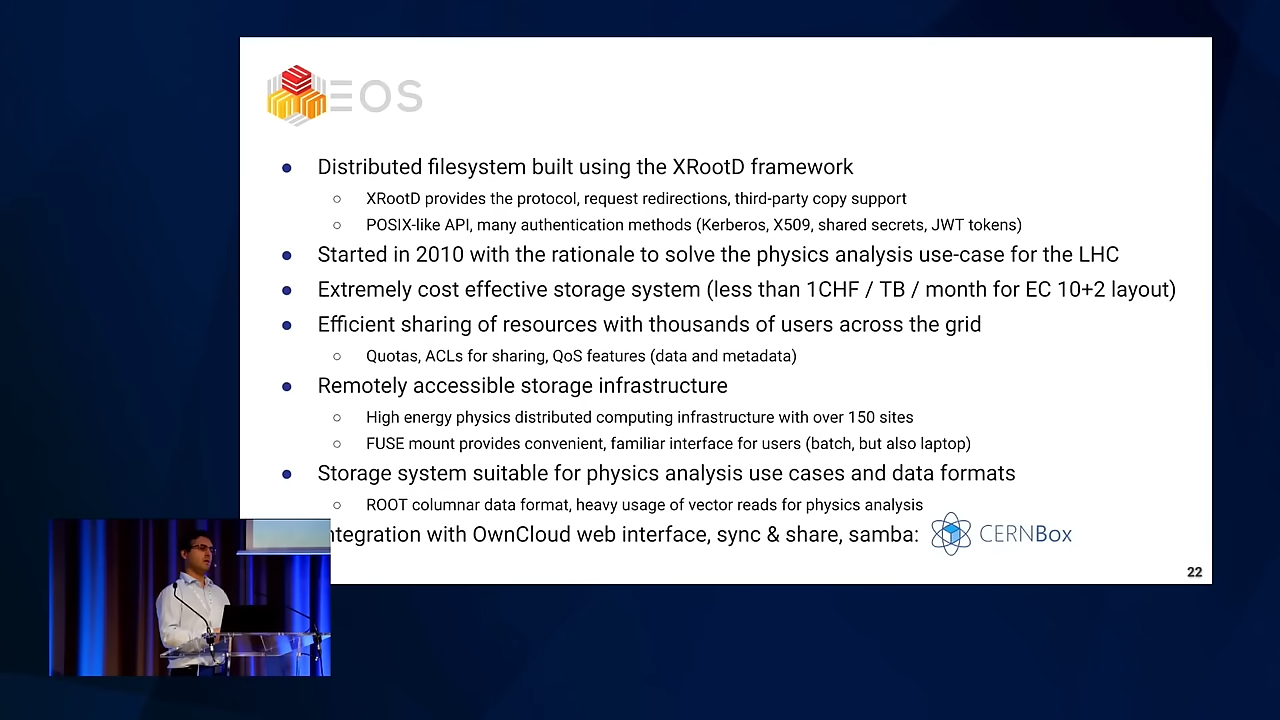 EOS
Distributed filesystem built using the XRootD framework
XRootD provides the protocol, request redirections, third-party copy support
POSIX-like API, many authentication methods (Kerberos, X509, shared secrets, JWT tokens)
Started in 2010 with the rationale to solve the physics analysis use-case for the LHC
Extremely cost effective storage system (less than 1CHF / TB / month for EC 10+2 layout)
Efficient sharing of resources with thousands of users across the grid
Quotas, ACLs for sharing, QoS features (data and metadata)
Remotely accessible storage infrastructure
High energy physics distributed computing infrastructure with over 150 sites
FUSE mount provides convenient, familiar interface for users (batch, but also laptop)
Storage system suitable for physics analysis use cases and data formats
ROOT columnar data format, heavy usage of vector reads for physics analysis
ntegration with OwnCloud web interface, sync & share, samba: CERNBox
22